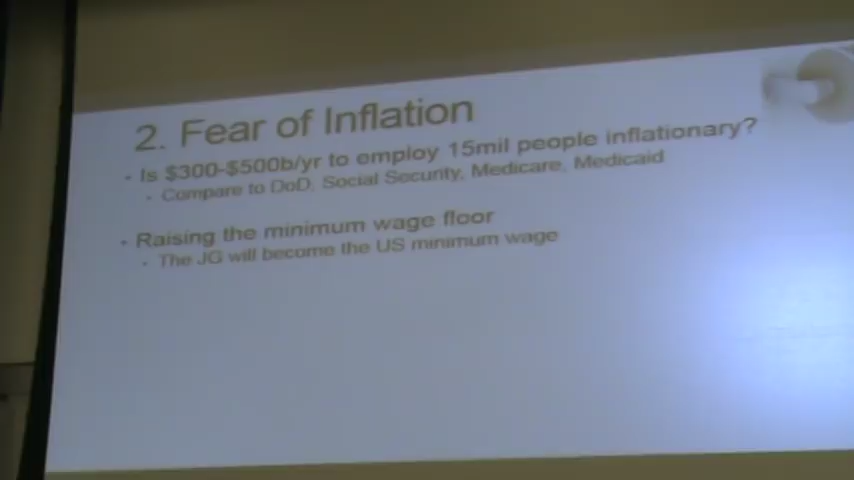 2. Fear of Inflation
• Is $300-$500b/yr to employ 15mil people inflationary?
• Compare to DoD, Social Security, Medicare, Medicaid
• Raising the minimum wage floor
• The JG will become the US minimum wage